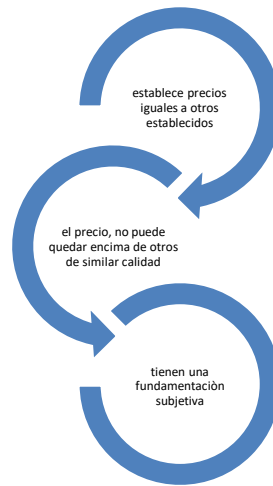 establece precios
iguales a otros
establecidos
el precio, no puede
quedar encima de otros
de similar calidad
tienen una
fundamentaciòn
subjetiva